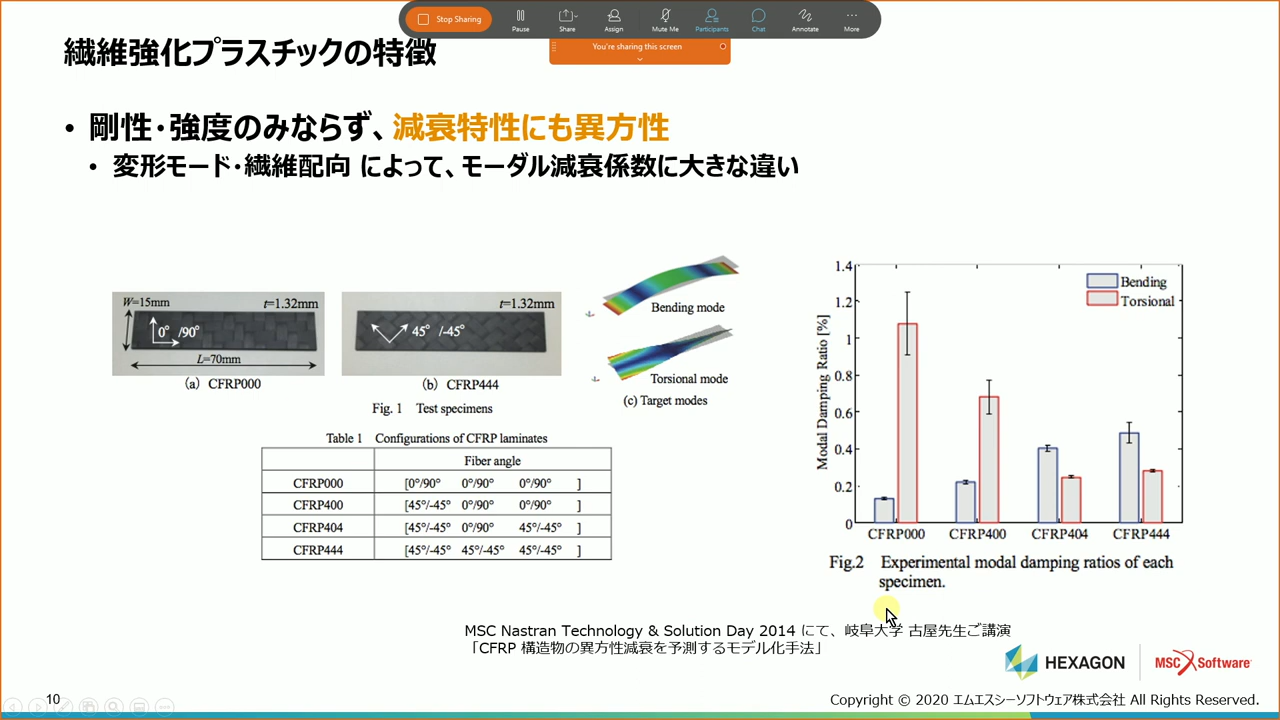 Stop Sharing
Pause
Share
Assign
Mute Me
Participants
Chat
Annotate
More
You're sharing this screen
繊維強化プラスチックの特徴
• 剛性・強度のみならず、減衰特性にも異方性
• 変形モード・繊維配向 によって、モーダル減衰係数に大きな違い
W=15mm
t=1.32mm
0° /90°
L=70mm
(a) CFRP000
t=1.32mm
45° /-45°
(b) CFRP444
Fig. 1 Test specimens
Bending mode
Torsional mode
(c) Target modes
Table 1 Configurations of CFRP laminates
Fiber angle
CFRP000 [0°/90° 0°/90° 0°/90° ]
CFRP400 [45°/-45° 0°/90° 0°/90° ]
CFRP404 [45°/-45° 0°/90° 45°/-45° ]
CFRP444 [45°/-45° 45°/-45° 45°/-45° ]
Modal Damping Ratio [%]
1.4
1.2
1
0.8
0.6
0.4
0.2
0
Bending
Torsional
CFRP000 CFRP400 CFRP404 CFRP444
Fig.2 Experimental modal damping ratios of each
specimen.
MSC Nastran Technology & Solution Day 2014 にて、岐阜大学 古屋先生ご講演
「CFRP 構造物の異方性減衰を予測するモデル化手法」
HEXAGON
MSC Software
10
Copyright © 2020 エムエスシーソフトウェア株式会社 All Rights Reserved.